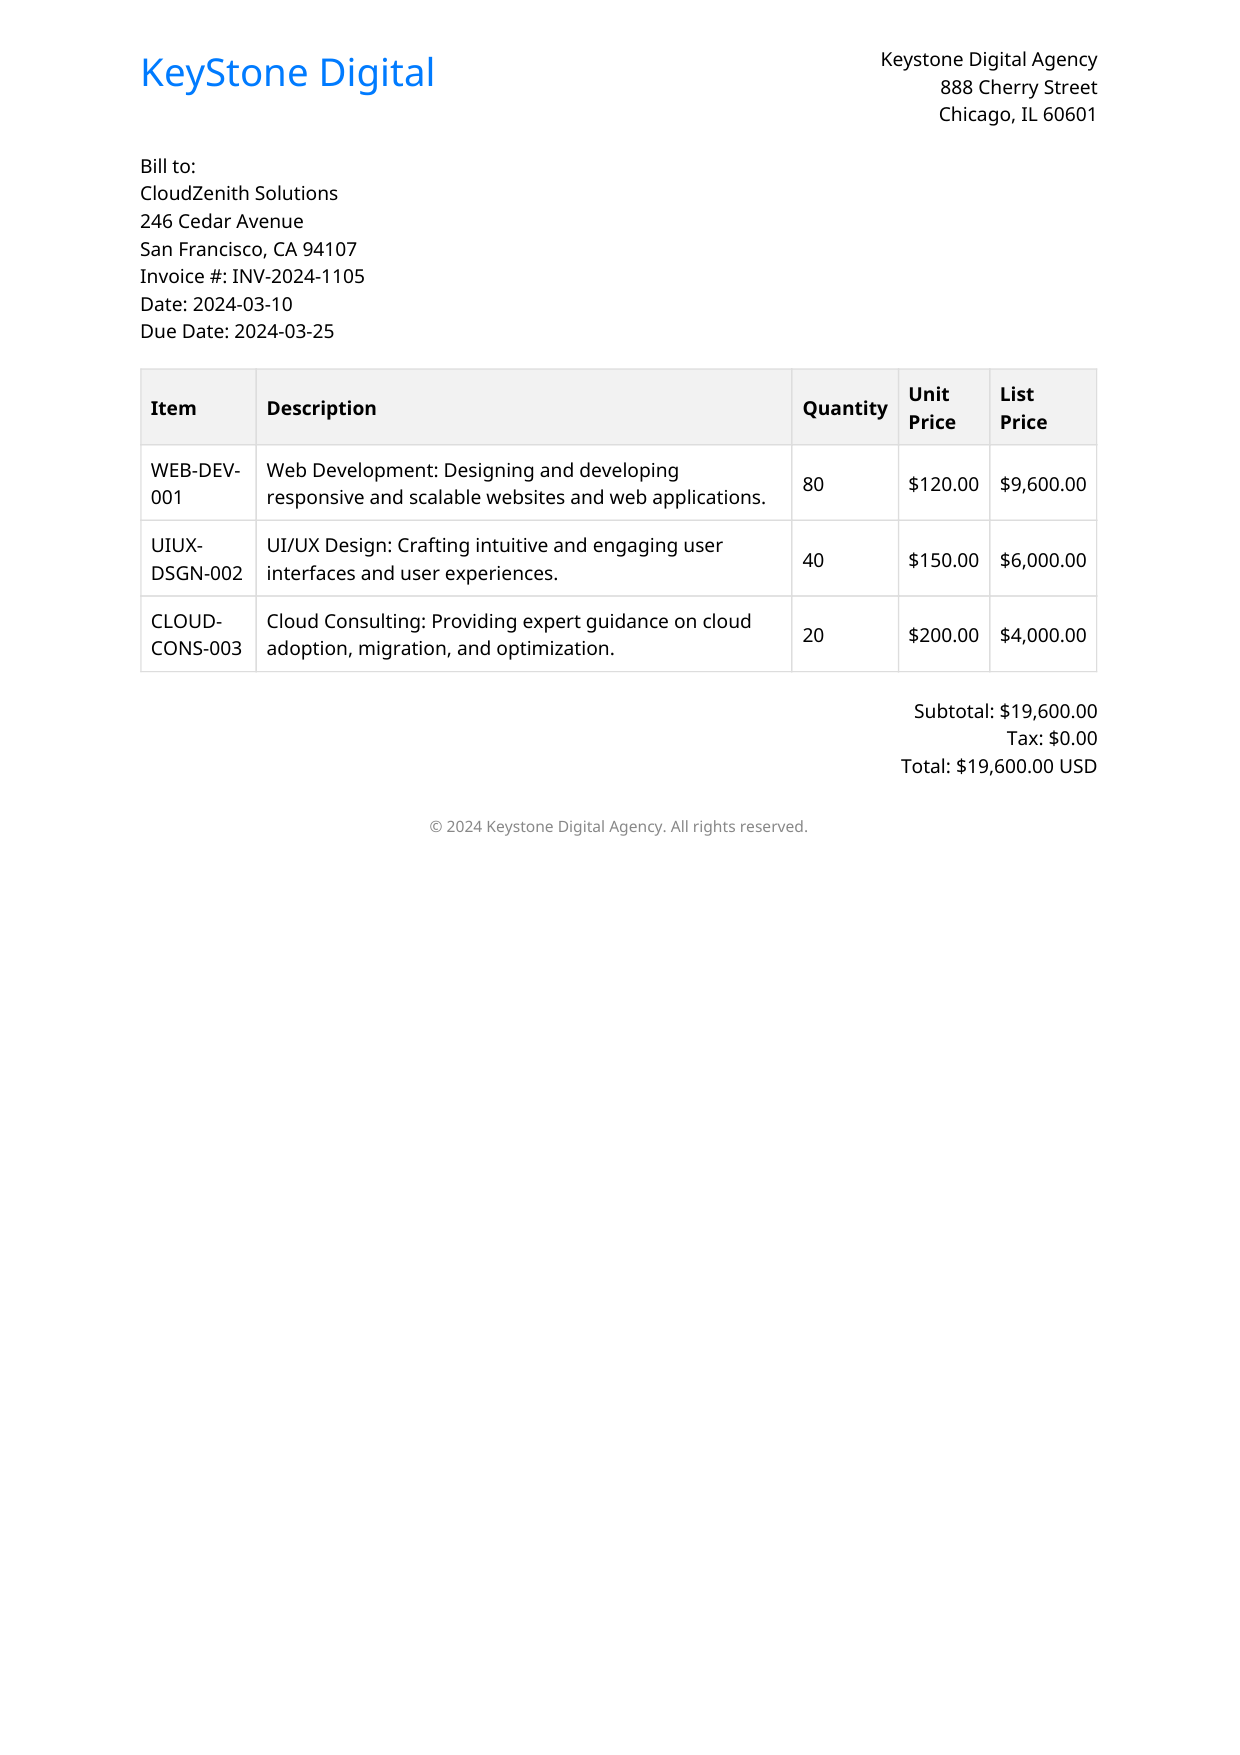 KeyStone Digital
Keystone Digital Agency
888 Cherry Street
Chicago, IL 60601
Bill to:
CloudZenith Solutions
246 Cedar Avenue
San Francisco, CA 94107
Invoice #: INV-2024-1105
Date: 2024-03-10
Due Date: 2024-03-25
Item Description Quantity Unit Price List Price
WEB-DEV-001 Web Development: Designing and developing
responsive and scalable websites and web applications. 80 $120.00 $9,600.00
UIUX-DSGN-002 UI/UX Design: Crafting intuitive and engaging user
interfaces and user experiences. 40 $150.00 $6,000.00
CLOUD-CONS-003 Cloud Consulting: Providing expert guidance on cloud
adoption, migration, and optimization. 20 $200.00 $4,000.00
Subtotal: $19,600.00
Tax: $0.00
Total: $19,600.00 USD
© 2024 Keystone Digital Agency. All rights reserved.